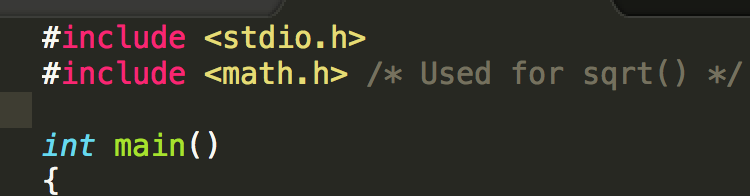 #include <stdio.h>
#include <math.h> /* Used for sqrt() */
int main()
{